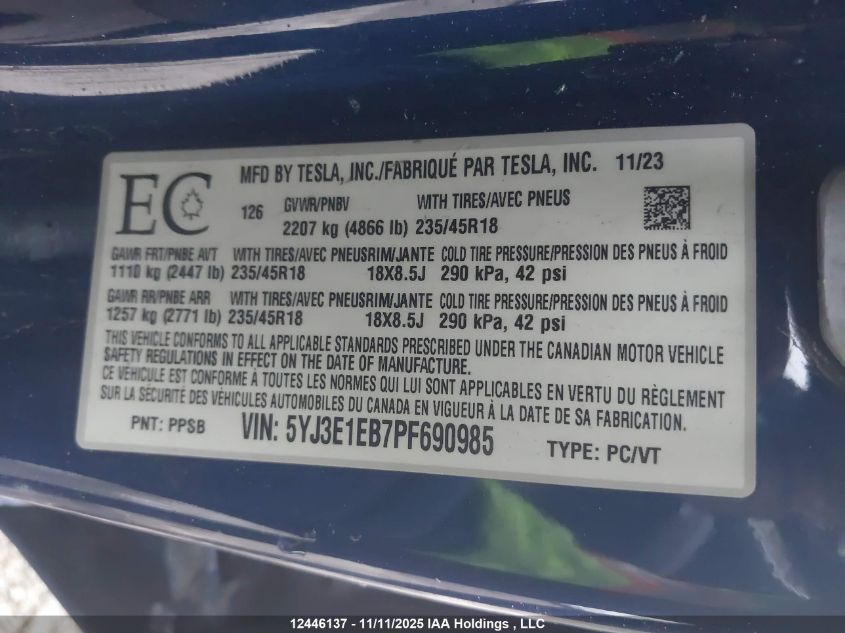 EC
MFD BY TESLA, INC./FABRIQUÉ PAR TESLA, INC. 11/23
126 GVWR/PNBV WITH TIRES/AVEC PNEUS
2207 kg (4866 lb) 235/45R18
GAWR FRT/PNBE AVT WITH TIRES/AVEC PNEUS RIM/JANTE COLD TIRE PRESSURE/PRESSION DES PNEUS À FROID
1110 kg (2447 lb) 235/45R18 18X8.5J 290 kPa, 42 psi
GAWR RR/PNBE ARR WITH TIRES/AVEC PNEUS RIM/JANTE COLD TIRE PRESSURE/PRESSION DES PNEUS À FROID
1257 kg (2771 lb) 235/45R18 18X8.5J 290 kPa, 42 psi
THIS VEHICLE CONFORMS TO ALL APPLICABLE STANDARDS PRESCRIBED UNDER THE CANADIAN MOTOR VEHICLE
SAFETY REGULATIONS IN EFFECT ON THE DATE OF MANUFACTURE.
CE VÉHICULE EST CONFORME À TOUTES LES NORMES QUI LUI SONT APPLICABLES EN VERTU DU RÈGLEMENT
SUR LA SÉCURITÉ DES VÉHICULES AUTOMOBILES DU CANADA EN VIGUEUR À LA DATE DE SA FABRICATION.
PNT: PPSB VIN: 5YJ3E1EB7PF690985 TYPE: PC/VT
12446137 - 11/11/2025 IAA Holdings, LLC.